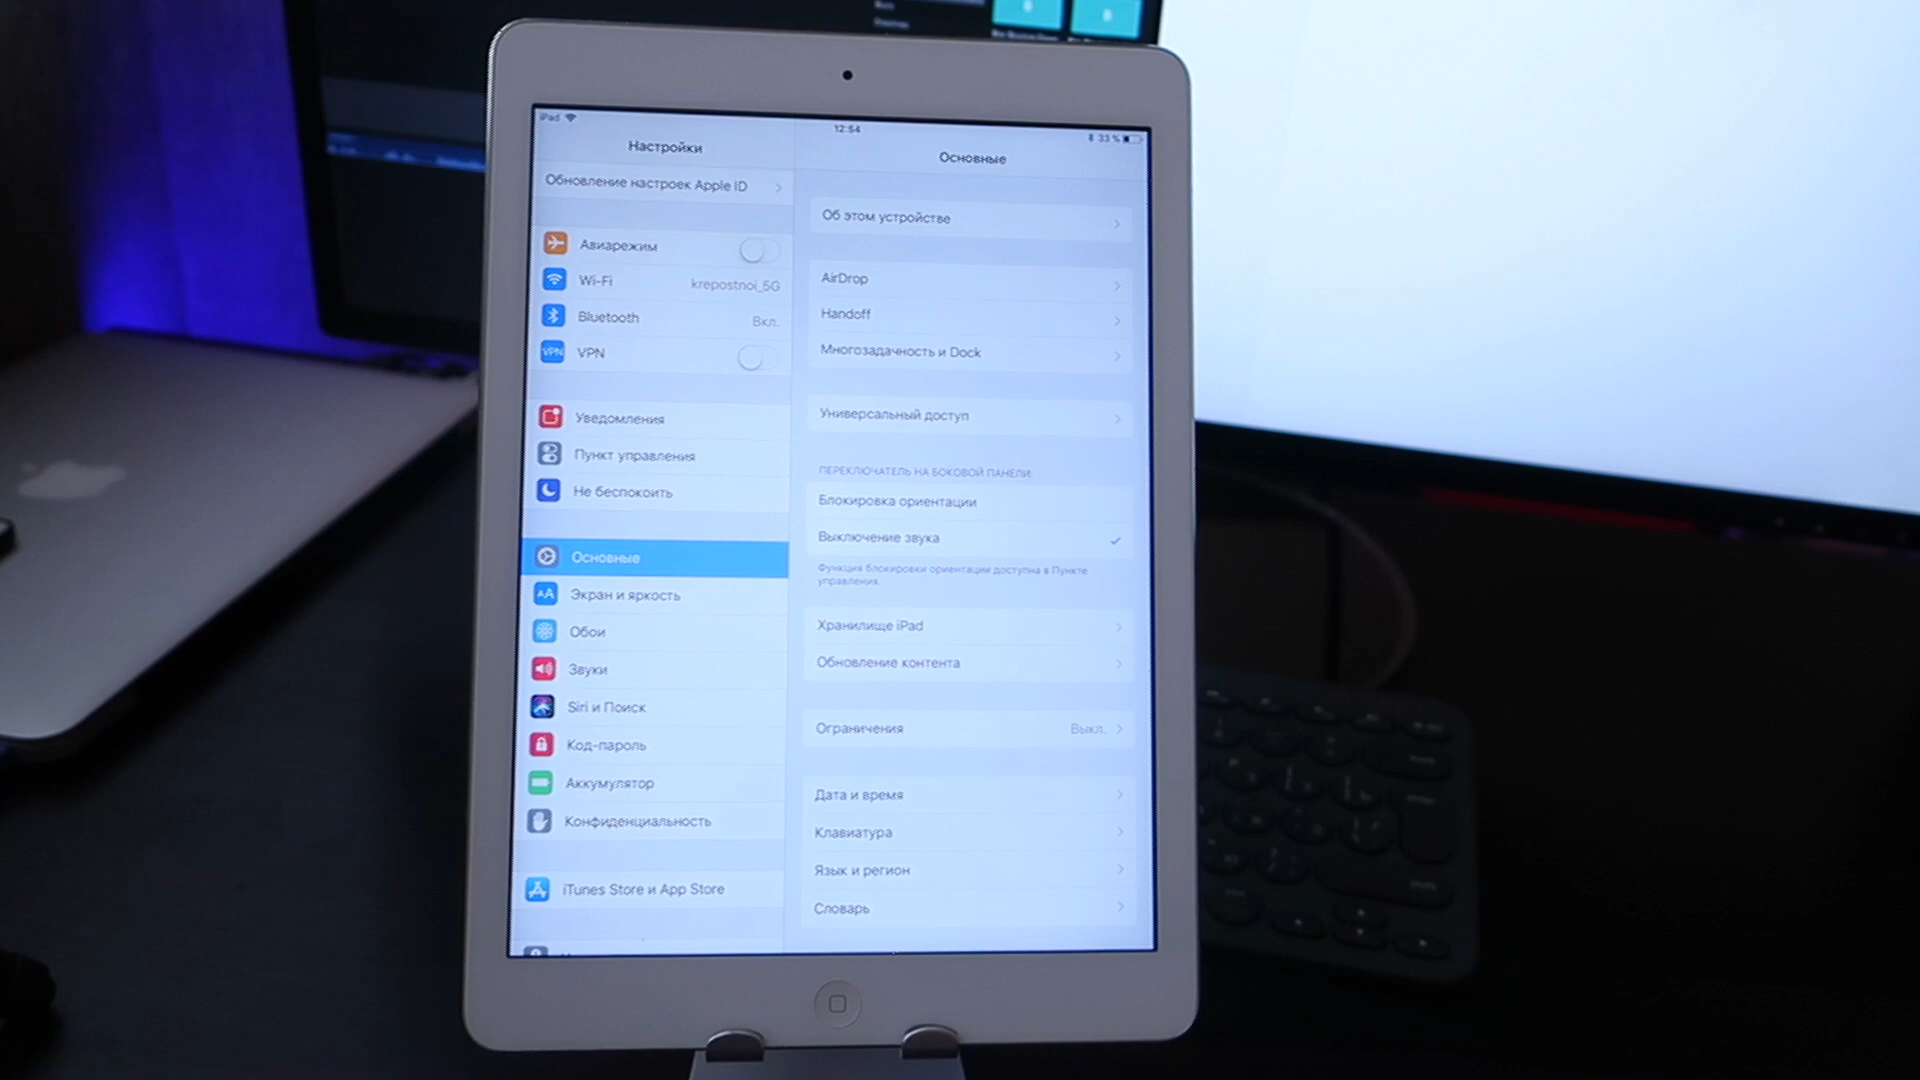 iPad
12:54
33 %
Настройки
Обновление настроек Apple ID
Авиарежим
Wi-Fi krepostnoi_5G
Bluetooth Вкл.
VPN VPN
Уведомления
Пункт управления
Не беспокоить
Основные
AA Экран и яркость
Обои
Звуки
Siri и Поиск
Код-пароль
Аккумулятор
Конфиденциальность
iTunes Store и App Store
Основные
Об этом устройстве
AirDrop
Handoff
Многозадачность и Dock
Универсальный доступ
ПЕРЕКЛЮЧАТЕЛЬ НА БОКОВОЙ ПАНЕЛИ:
Блокировка ориентации
Выключение звука
Функция блокировки ориентации доступна в Пункте
управления.
Хранилище iPad
Обновление контента
Ограничения Выкл.
Дата и время
Клавиатура
Язык и регион
Словарь